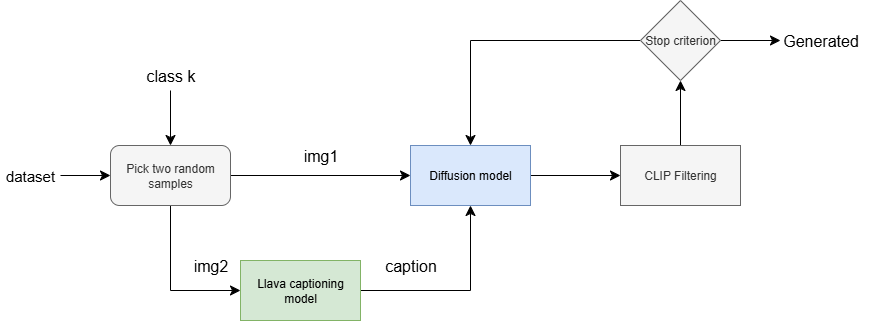 Stop criterion
Generated
class k
dataset
Pick two random
samples
img1
Diffusion model
CLIP Filtering
img2
caption
Llava captioning
model